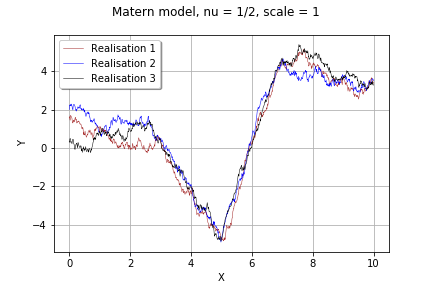 Matern model, nu = 1/2, scale = 1
Realisation 1
Realisation 2
Realisation 3
4
2
0
−2
−4
Y
0 2 4 6 8 10
X